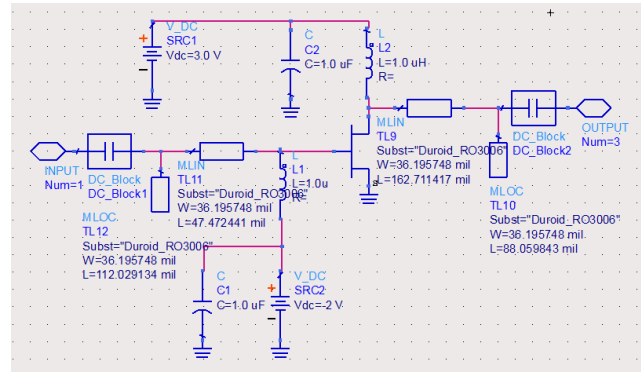 V_DC
SRC1
Vdc=3.0 V
C
C2
C=1.0 uF
L
L2
L=1.0 uH
R=
INPUT
Num=1
DC_Block
DC_Block1
MLIN
TL11
Subst="Duroid_RO3006"
W=36.195748 mil
L=47.472441 mil
MLOC
TL12
Subst="Duroid_RO3006"
W=36.195748 mil
L=112.029134 mil
L
L1
L=1.0u
R=
MLIN
TL9
Subst="Duroid_RO3006"
W=36.195748 mil
L=162.711417 mil
DC_Block
DC_Block2
OUTPUT
Num=3
MLOC
TL10
Subst="Duroid_RO3006"
W=36.195748 mil
L=88.059843 mil
C
C1
C=1.0 uF
V_DC
SRC2
Vdc=-2 V